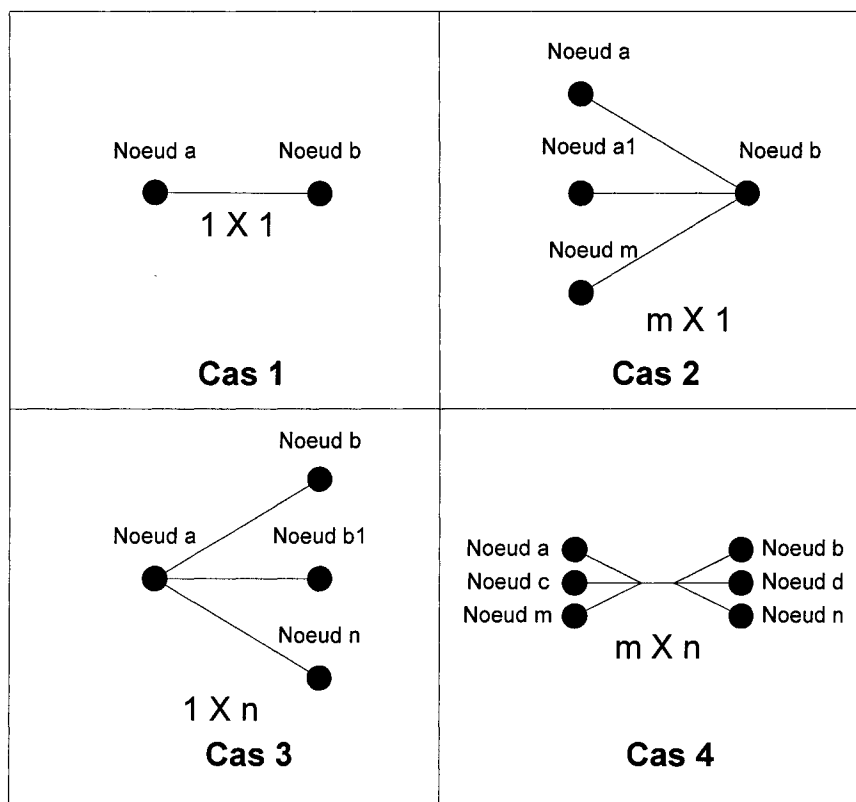 Noeud a
Noeud b
1 X 1
Cas 1
Noeud a
Noeud a1
Noeud b
Noeud m
m X 1
Cas 2
Noeud b
Noeud a
Noeud b1
Noeud n
1 X n
Cas 3
Noeud a
Noeud b
Noeud c
Noeud d
Noeud m
Noeud n
m X n
Cas 4